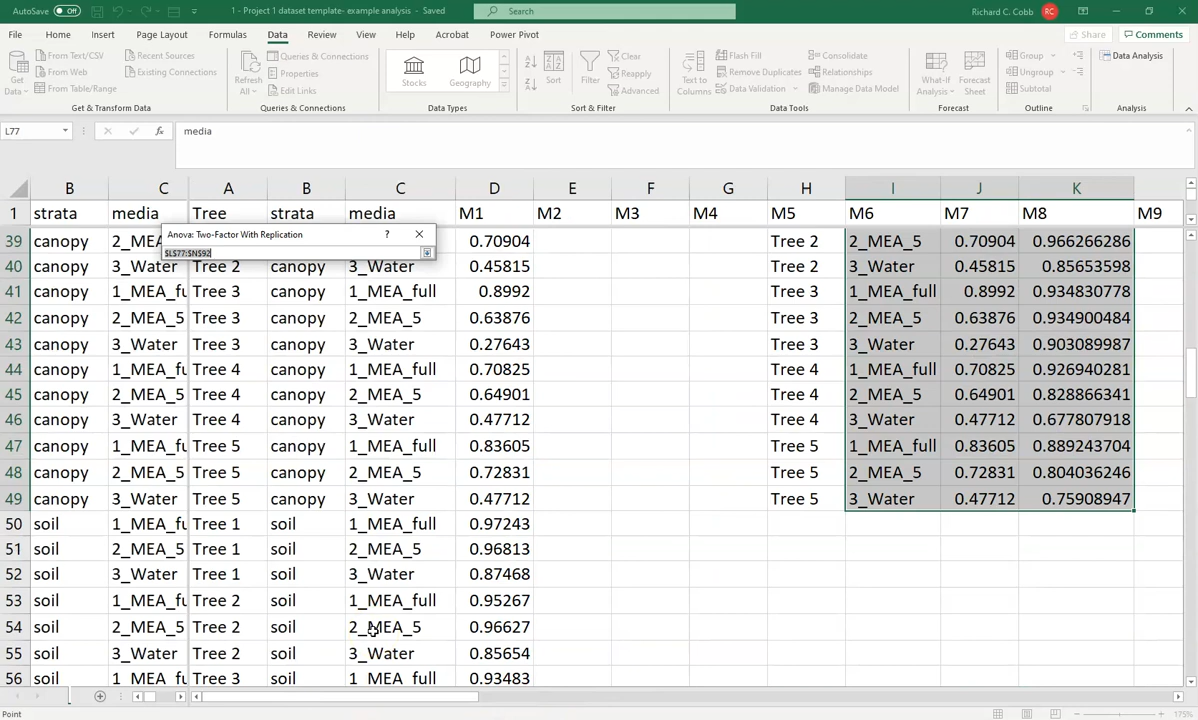 AutoSave Off 1 - Project 1 dataset template- example analysis - Saved Search Richard C. Cobb RC
File Home Insert Page Layout Formulas Data Review View Help Acrobat Power Pivot Share Comments
Get Data From Text/CSV From Web From Table/Range Recent Sources Existing Connections
Refresh All Queries & Connections Properties Edit Links
Stocks Geography
Sort Filter Clear Reapply Advanced
Text to Columns Flash Fill Remove Duplicates Data Validation Consolidate Relationships Manage Data Model
What-If Analysis Forecast Sheet
Group Ungroup Subtotal
Data Analysis
Get & Transform Data Queries & Connections Data Types Sort & Filter Data Tools Forecast Outline Analysis
L77 fx media
B C A B C D E F G H I J K
1 strata media Tree strata media M1 M2 M3 M4 M5 M6 M7 M8 M9
Anova: Two-Factor With Replication ?
$L$77:$N$92
39 canopy 2_ME 0.70904 Tree 2 2_MEA_5 0.70904 0.966266286
40 canopy 3_Water Tree 2 canopy 3_Water 0.45815 Tree 2 3_Water 0.45815 0.85653598
41 canopy 1_MEA_fu Tree 3 canopy 1_MEA_full 0.8992 Tree 3 1_MEA_full 0.8992 0.934830778
42 canopy 2_MEA_5 Tree 3 canopy 2_MEA_5 0.63876 Tree 3 2_MEA_5 0.63876 0.934900484
43 canopy 3_Water Tree 3 canopy 3_Water 0.27643 Tree 3 3_Water 0.27643 0.903089987
44 canopy 1_MEA_fu Tree 4 canopy 1_MEA_full 0.70825 Tree 4 1_MEA_full 0.70825 0.926940281
45 canopy 2_MEA_5 Tree 4 canopy 2_MEA_5 0.64901 Tree 4 2_MEA_5 0.64901 0.828866341
46 canopy 3_Water Tree 4 canopy 3_Water 0.47712 Tree 4 3_Water 0.47712 0.677807918
47 canopy 1_MEA_fu Tree 5 canopy 1_MEA_full 0.83605 Tree 5 1_MEA_full 0.83605 0.889243704
48 canopy 2_MEA_5 Tree 5 canopy 2_MEA_5 0.72831 Tree 5 2_MEA_5 0.72831 0.804036246
49 canopy 3_Water Tree 5 canopy 3_Water 0.47712 Tree 5 3_Water 0.47712 0.75908947
50 soil 1_MEA_fu Tree 1 soil 1_MEA_full 0.97243
51 soil 2_MEA_5 Tree 1 soil 2_MEA_5 0.96813
52 soil 3_Water Tree 1 soil 3_Water 0.87468
53 soil 1_MEA_fu Tree 2 soil 1_MEA_full 0.95267
54 soil 2_MEA_5 Tree 2 soil 2_MEA_5 0.96627
55 soil 3_Water Tree 2 soil 3_Water 0.85654
56 soil 1_MEA_fu Tree 3 soil 1_MEA_full 0.93483
Point 175%